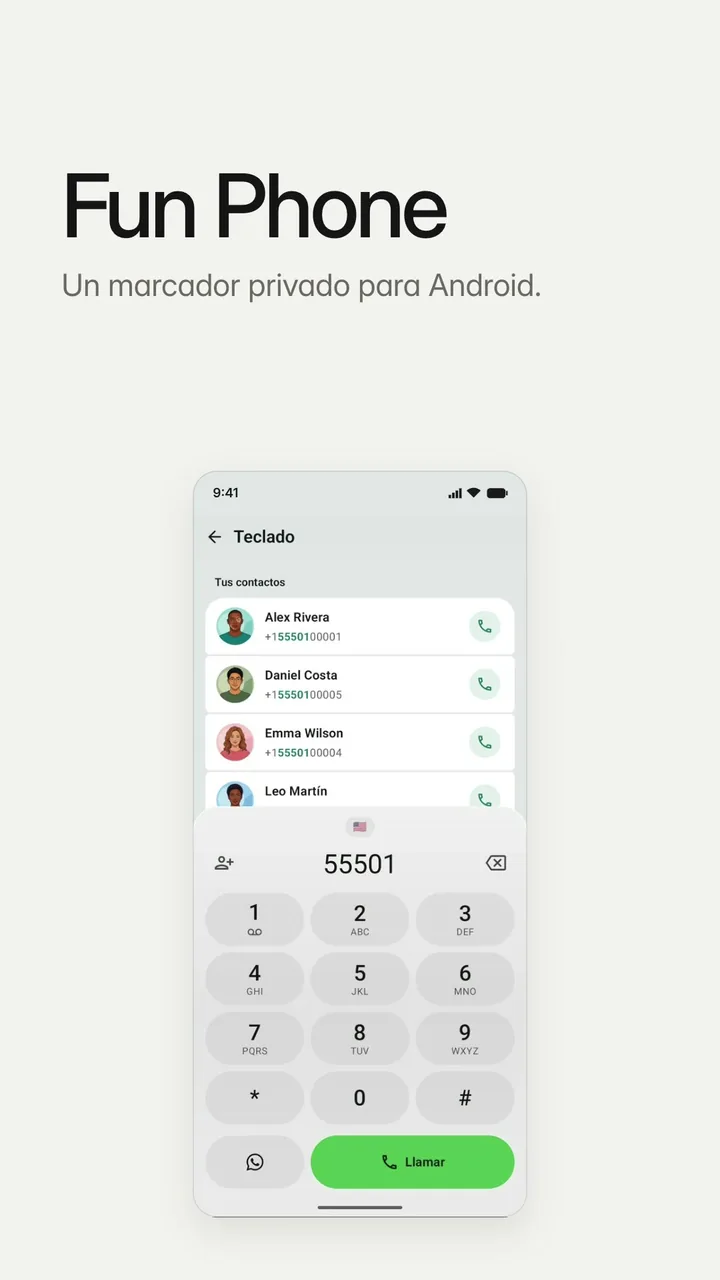 Fun Phone
Un marcador privado para Android.
9:41
Teclado
Tus contactos
Alex Rivera
+15550100001
Daniel Costa
+15550100005
Emma Wilson
+15550100004
Leo Martín
55501
1
2 ABC
3 DEF
4 GHI
5 JKL
6 MNO
7 PQRS
8 TUV
9 WXYZ
*
0
#
Llamar